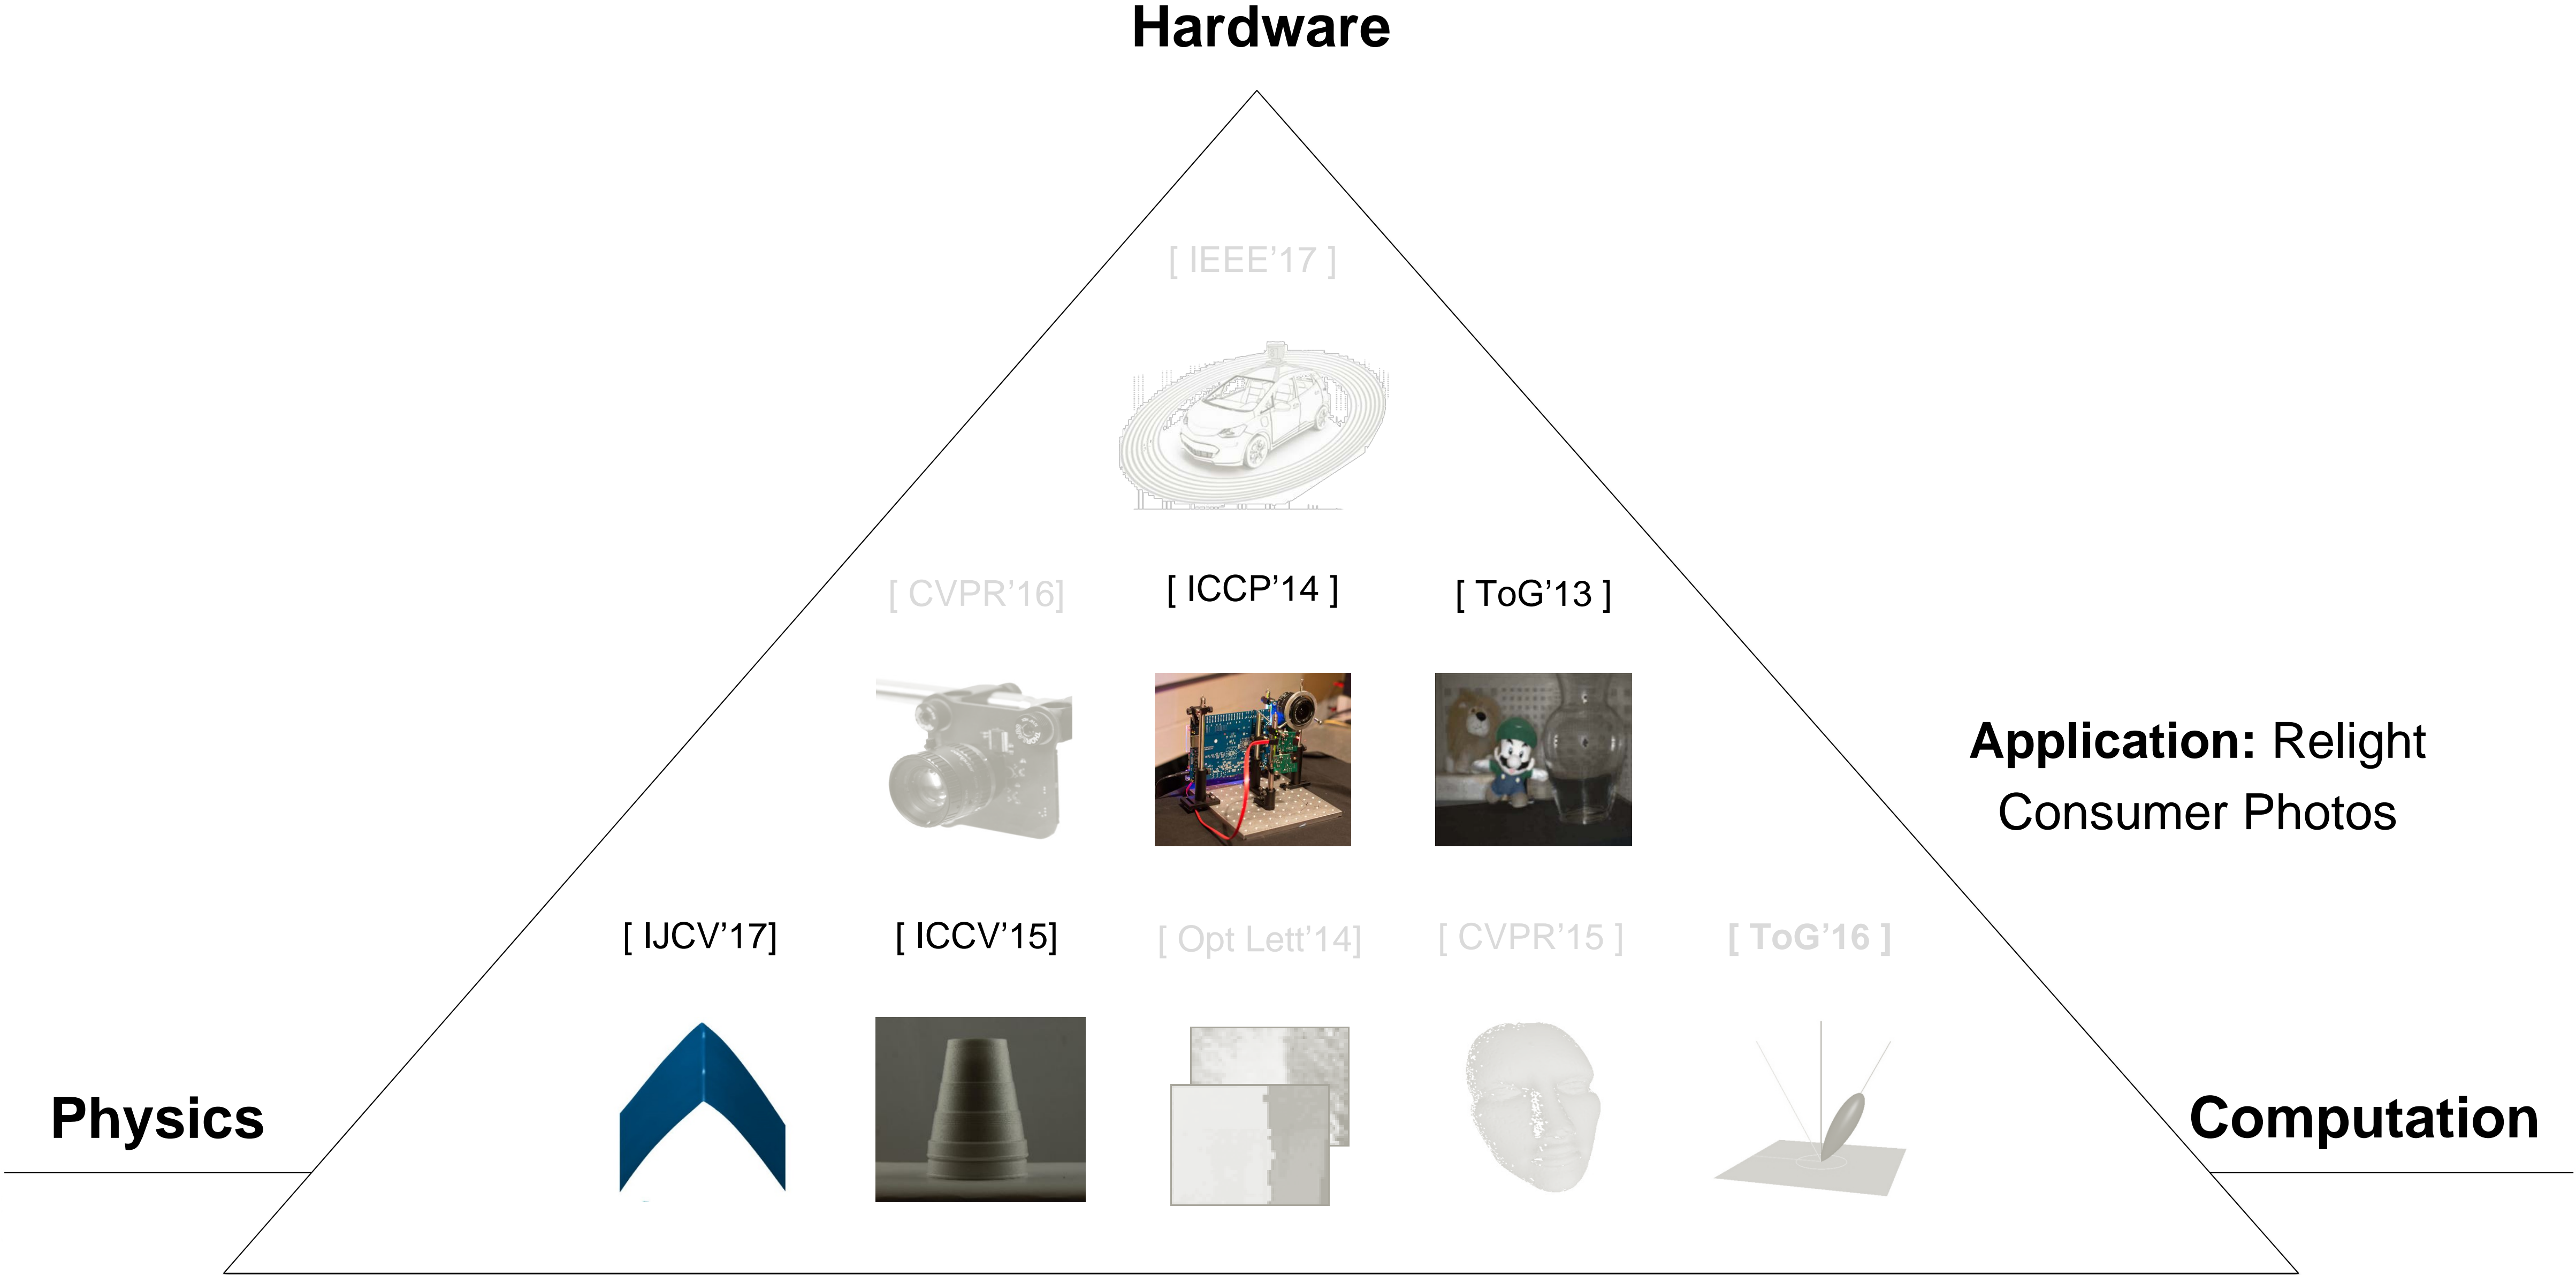 Hardware
[ IEEE’17 ]
[ CVPR’16]
[ ICCP’14 ]
[ ToG’13 ]
Application: Relight
Consumer Photos
[ IJCV’17]
[ ICCV’15]
[ Opt Lett’14]
[ CVPR’15 ]
[ ToG’16 ]
Physics
Computation